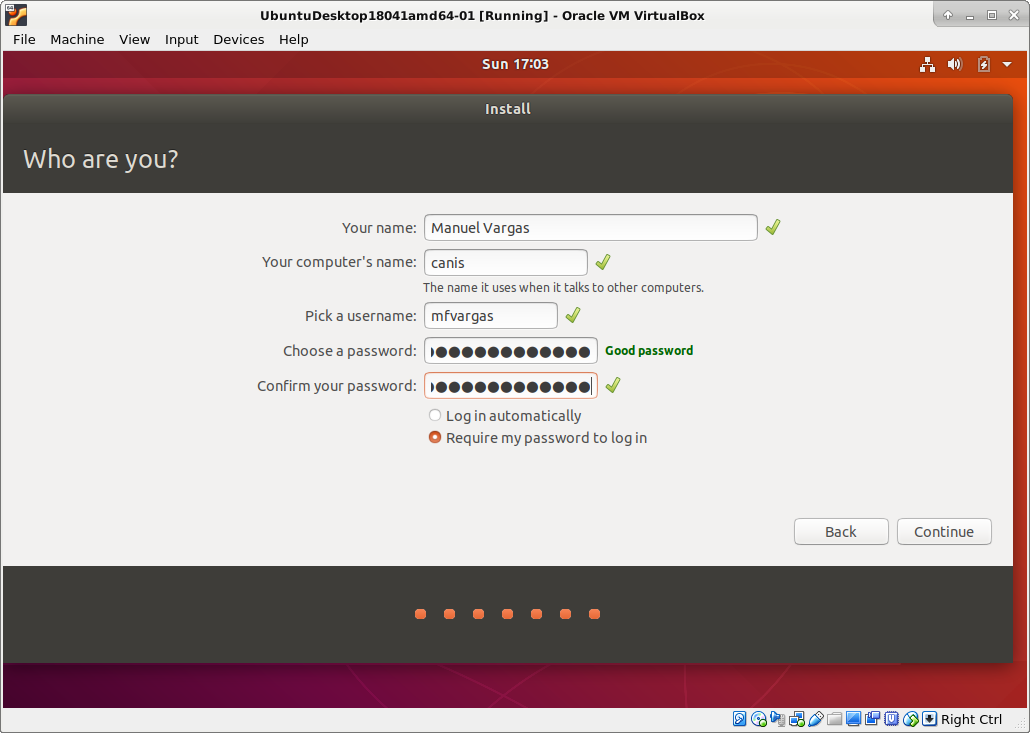 UbuntuDesktop18041amd64-01 [Running] - Oracle VM VirtualBox
File Machine View Input Devices Help
Sun 17:03
Install
Who are you?
Your name: Manuel Vargas
Your computer's name: canis
The name it uses when it talks to other computers.
Pick a username: mfvargas
Choose a password: Good password
Confirm your password:
Log in automatically
Require my password to log in
Back Continue
Right Ctrl